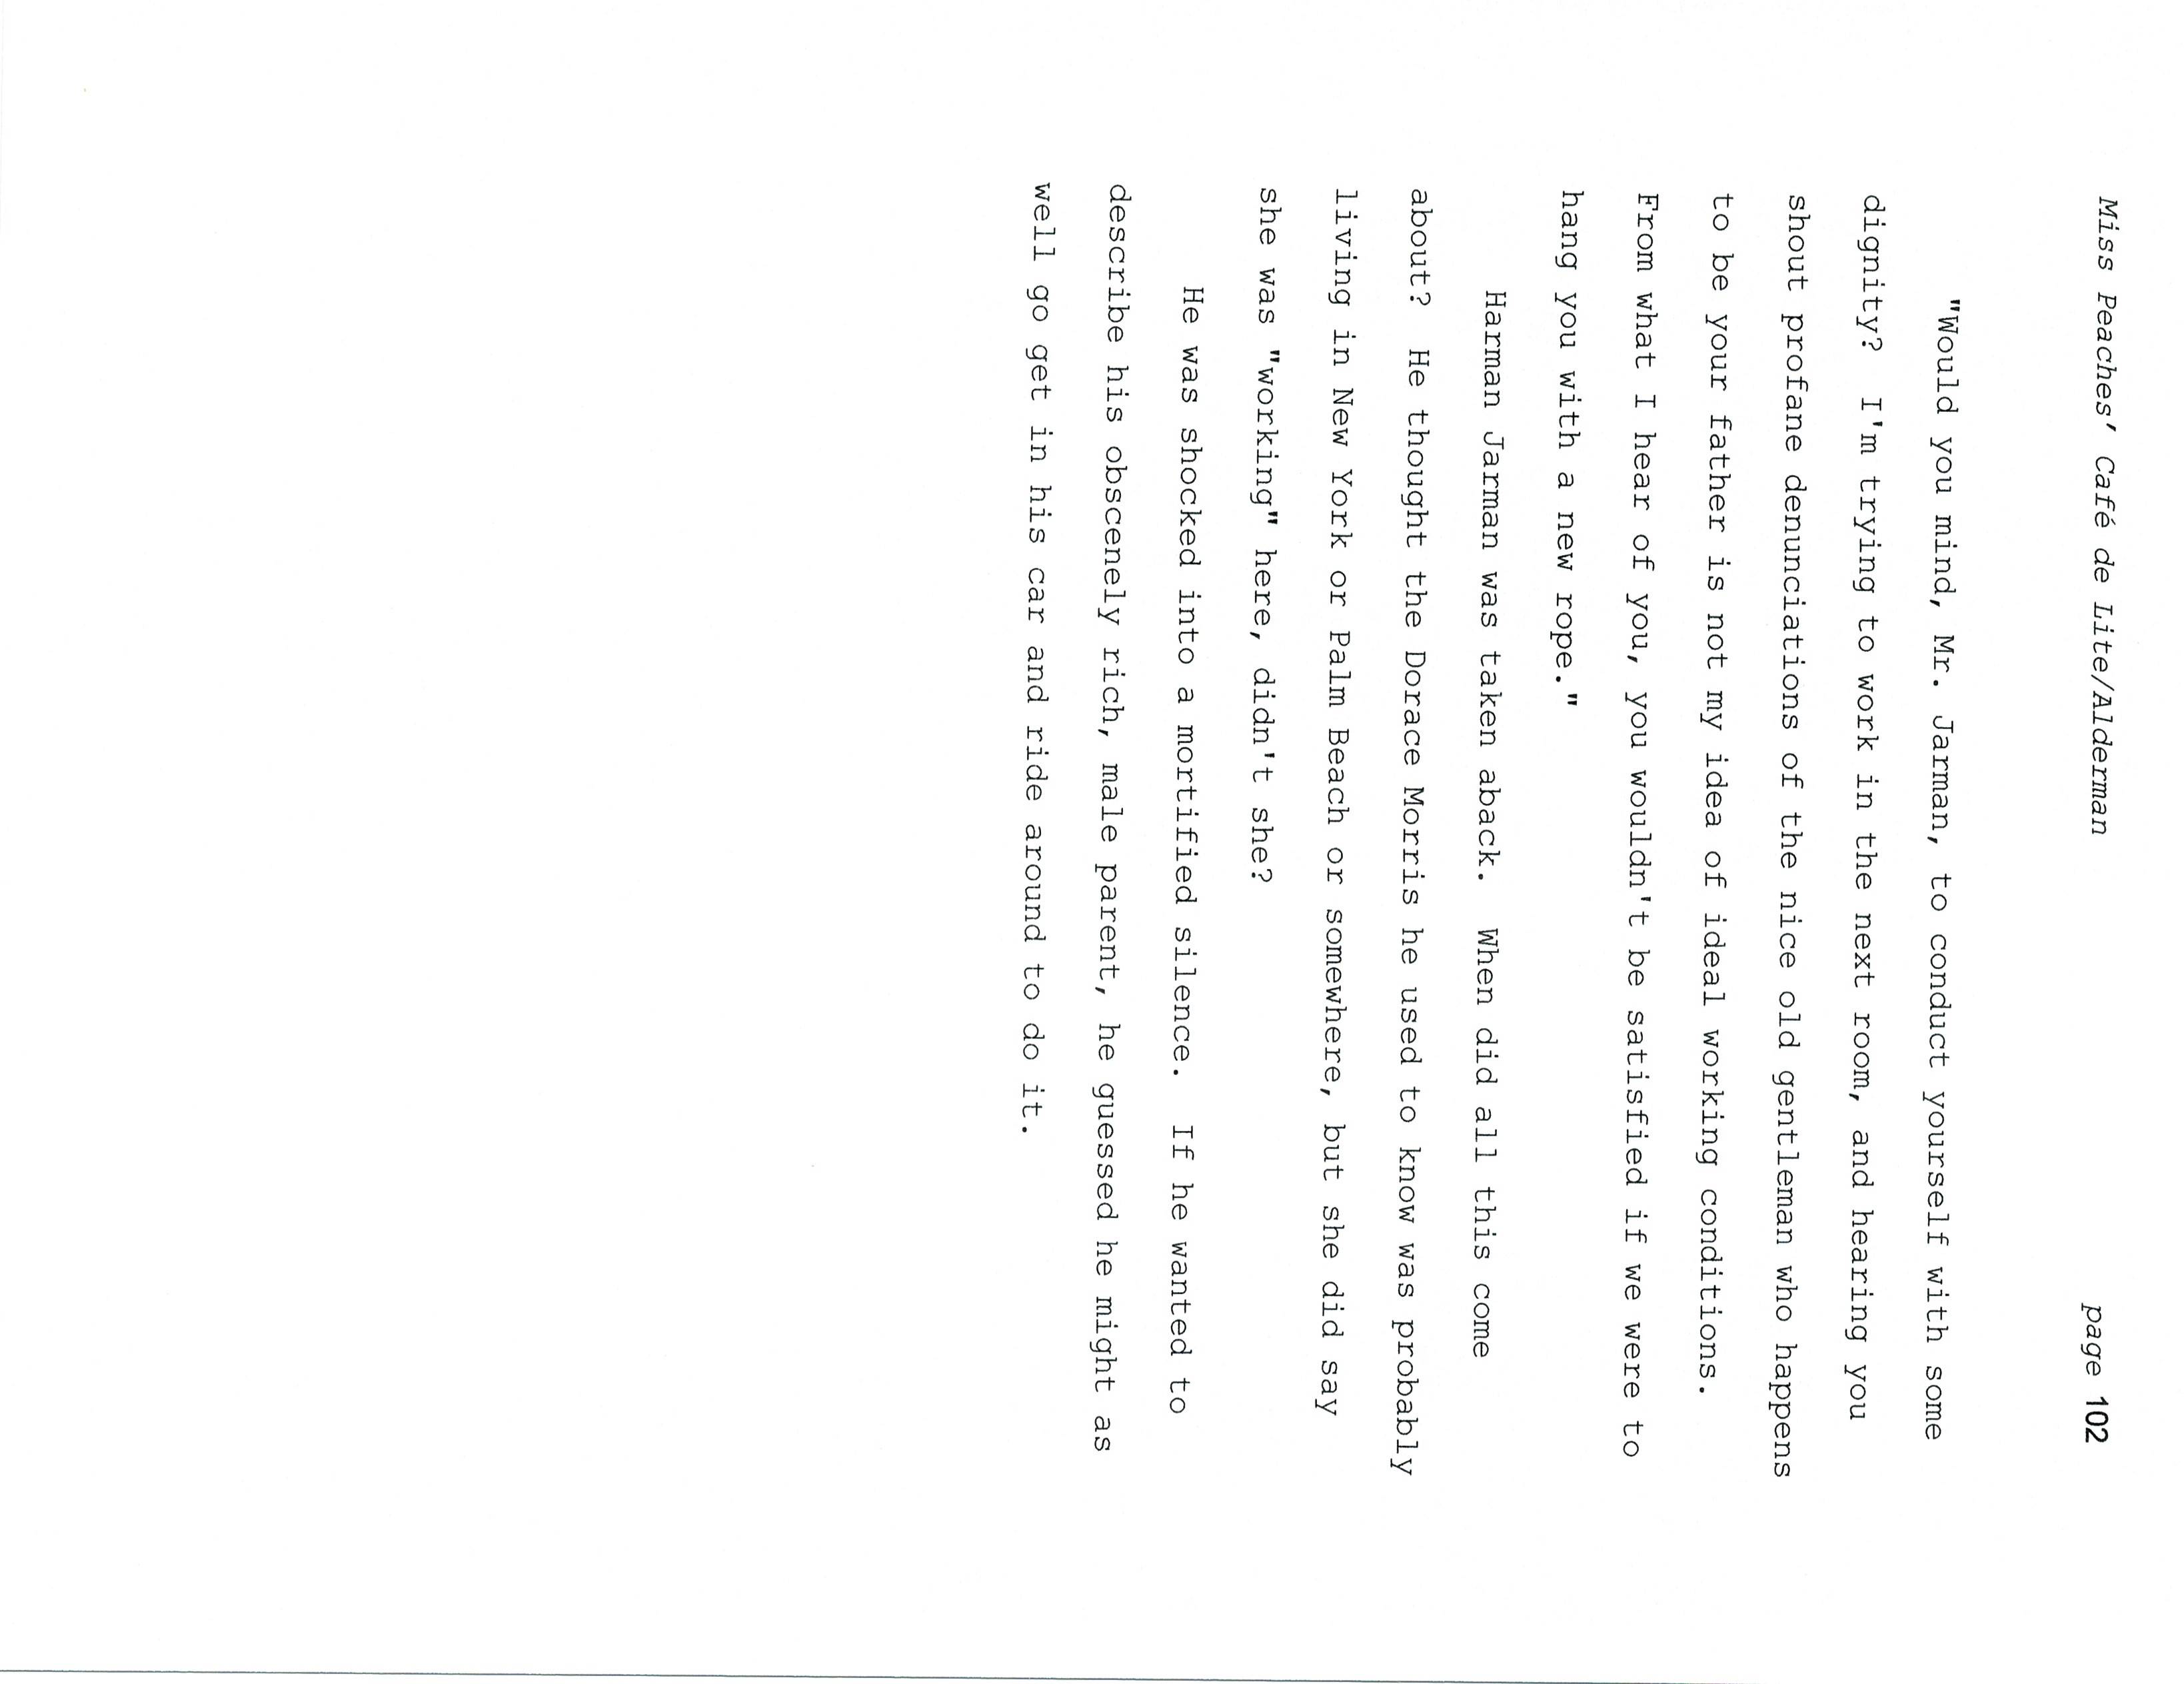 Miss Peaches’ Café de Lite/Alderman page 102
"Would you mind, Mr. Jarman, to conduct yourself with some
dignity? I'm trying to work in the next room, and hearing you
shout profane denunciations of the nice old gentleman who happens
to be your father is not my idea of ideal working conditions.
From what I hear of you, you wouldn't be satisfied if we were to
hang you with a new rope."
Harman Jarman was taken aback. When did all this come
about? He thought the Dorace Morris he used to know was probably
living in New York or Palm Beach or somewhere, but she did say
she was "working" here, didn't she?
He was shocked into a mortified silence. If he wanted to
describe his obscenely rich, male parent, he guessed he might as
well go get in his car and ride around to do it.